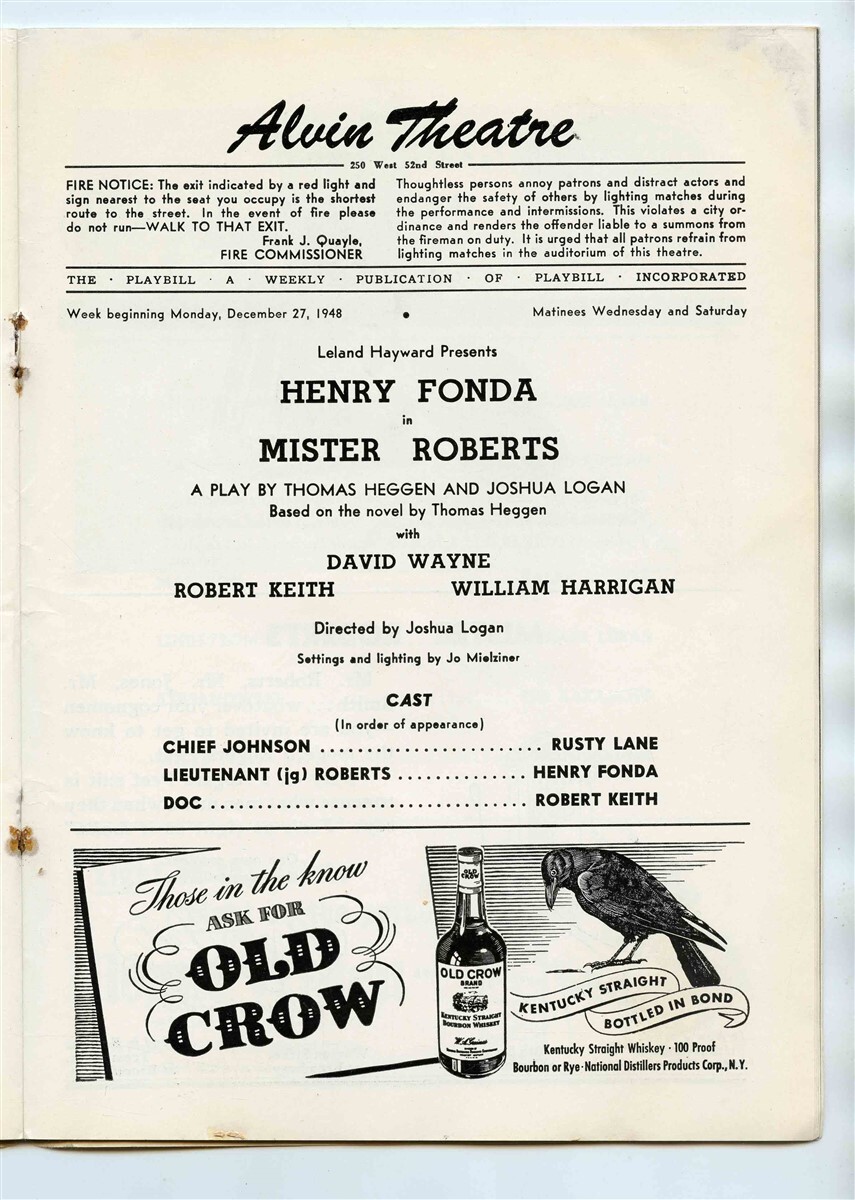 Alvin Theatre
250 West 52nd Street
FIRE NOTICE: The exit indicated by a red light and
sign nearest to the seat you occupy is the shortest
route to the street. In the event of fire please
do not run—WALK TO THAT EXIT.
Frank J. Quayle,
FIRE COMMISSIONER
Thoughtless persons annoy patrons and distract actors and
endanger the safety of others by lighting matches during
the performance and intermissions. This violates a city or-
dinance and renders the offender liable to a summons from
the fireman on duty. It is urged that all patrons refrain from
lighting matches in the auditorium of this theatre.
THE · PLAYBILL · A · WEEKLY · PUBLICATION · OF · PLAYBILL · INCORPORATED
Week beginning Monday, December 27, 1948 • Matinees Wednesday and Saturday
Leland Hayward Presents
HENRY FONDA
in
MISTER ROBERTS
A PLAY BY THOMAS HEGGEN AND JOSHUA LOGAN
Based on the novel by Thomas Heggen
with
DAVID WAYNE
ROBERT KEITH WILLIAM HARRIGAN
Directed by Joshua Logan
Settings and lighting by Jo Mielziner
CAST
(In order of appearance)
CHIEF JOHNSON ........................ RUSTY LANE
LIEUTENANT (jg) ROBERTS ............. HENRY FONDA
DOC ................................. ROBERT KEITH
Those in the know
ASK FOR
OLD
CROW
OLD
CROW
OLD CROW
BRAND
KENTUCKY STRAIGHT
BOURBON WHISKEY
KENTUCKY STRAIGHT
BOTTLED IN BOND
Kentucky Straight Whiskey · 100 Proof
Bourbon or Rye · National Distillers Products Corp., N.Y.